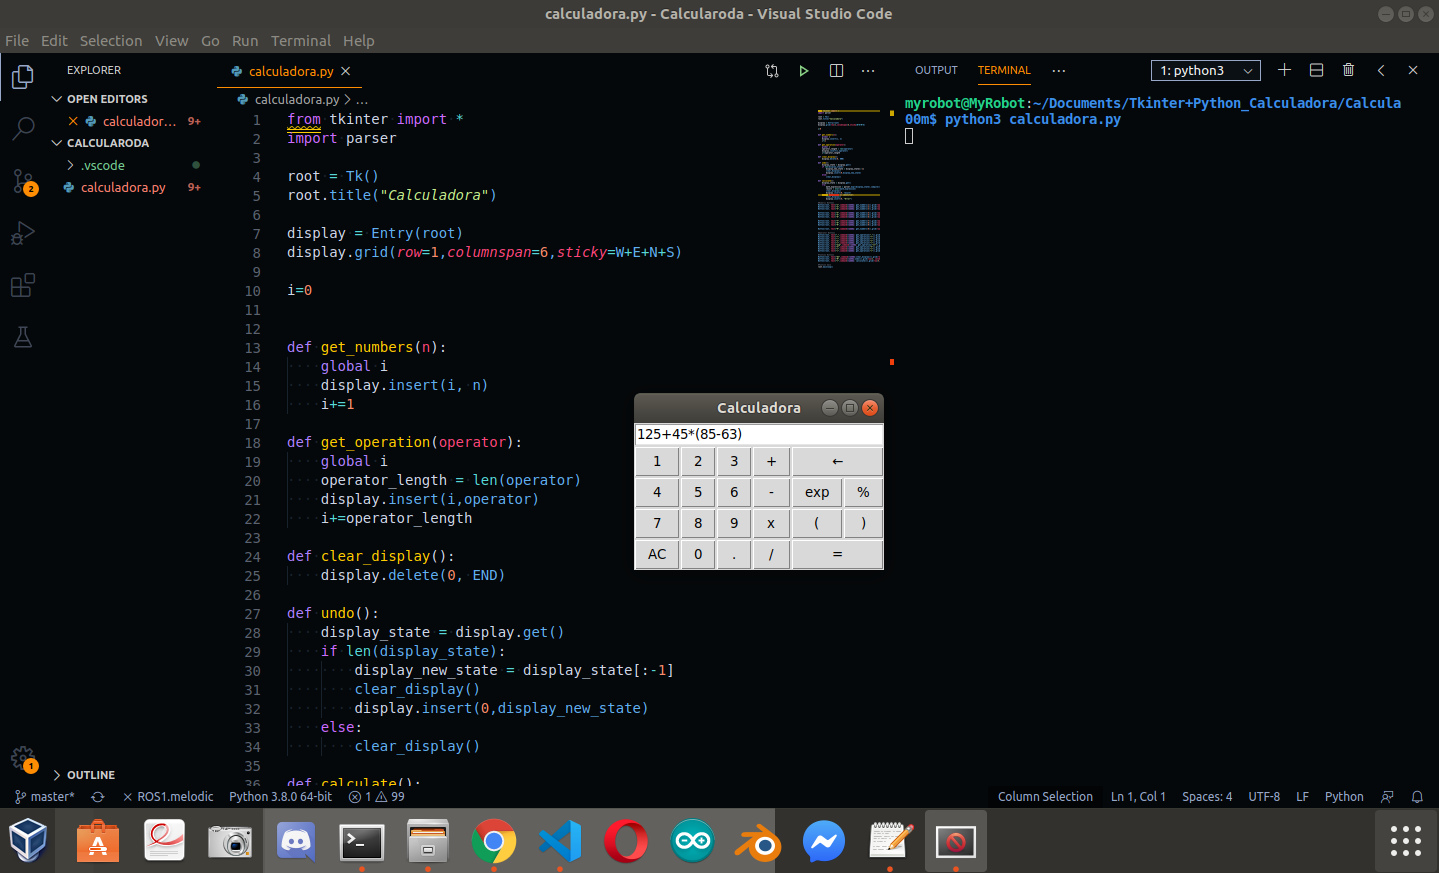 calculadora.py - Calcularoda - Visual Studio Code
File Edit Selection View Go Run Terminal Help
EXPLORER
OPEN EDITORS
calculador... 9+
CALCULARODA
.vscode
calculadora.py 9+
OUTLINE
calculadora.py
calculadora.py > ...
1 from tkinter import *
2 import parser
3
4 root = Tk()
5 root.title("Calculadora")
6
7 display = Entry(root)
8 display.grid(row=1,columnspan=6,sticky=W+E+N+S)
9
10 i=0
11
12
13 def get_numbers(n):
14 global i
15 display.insert(i, n)
16 i+=1
17
18 def get_operation(operator):
19 global i
20 operator_length = len(operator)
21 display.insert(i,operator)
22 i+=operator_length
23
24 def clear_display():
25 display.delete(0, END)
26
27 def undo():
28 display_state = display.get()
29 if len(display_state):
30 display_new_state = display_state[:-1]
31 clear_display()
32 display.insert(0,display_new_state)
33 else:
34 clear_display()
35
36 def calculate():
OUTPUT TERMINAL ... 1: python3
myrobot@MyRobot:~/Documents/Tkinter+Python_Calculadora/Calcula
00m$ python3 calculadora.py
Calculadora
125+45*(85-63)
1 2 3 + ←
4 5 6 - exp %
7 8 9 x ( )
AC 0 . / =
2
1
master* ROS1.melodic Python 3.8.0 64-bit 1 99 Column Selection Ln 1, Col 1 Spaces: 4 UTF-8 LF Python